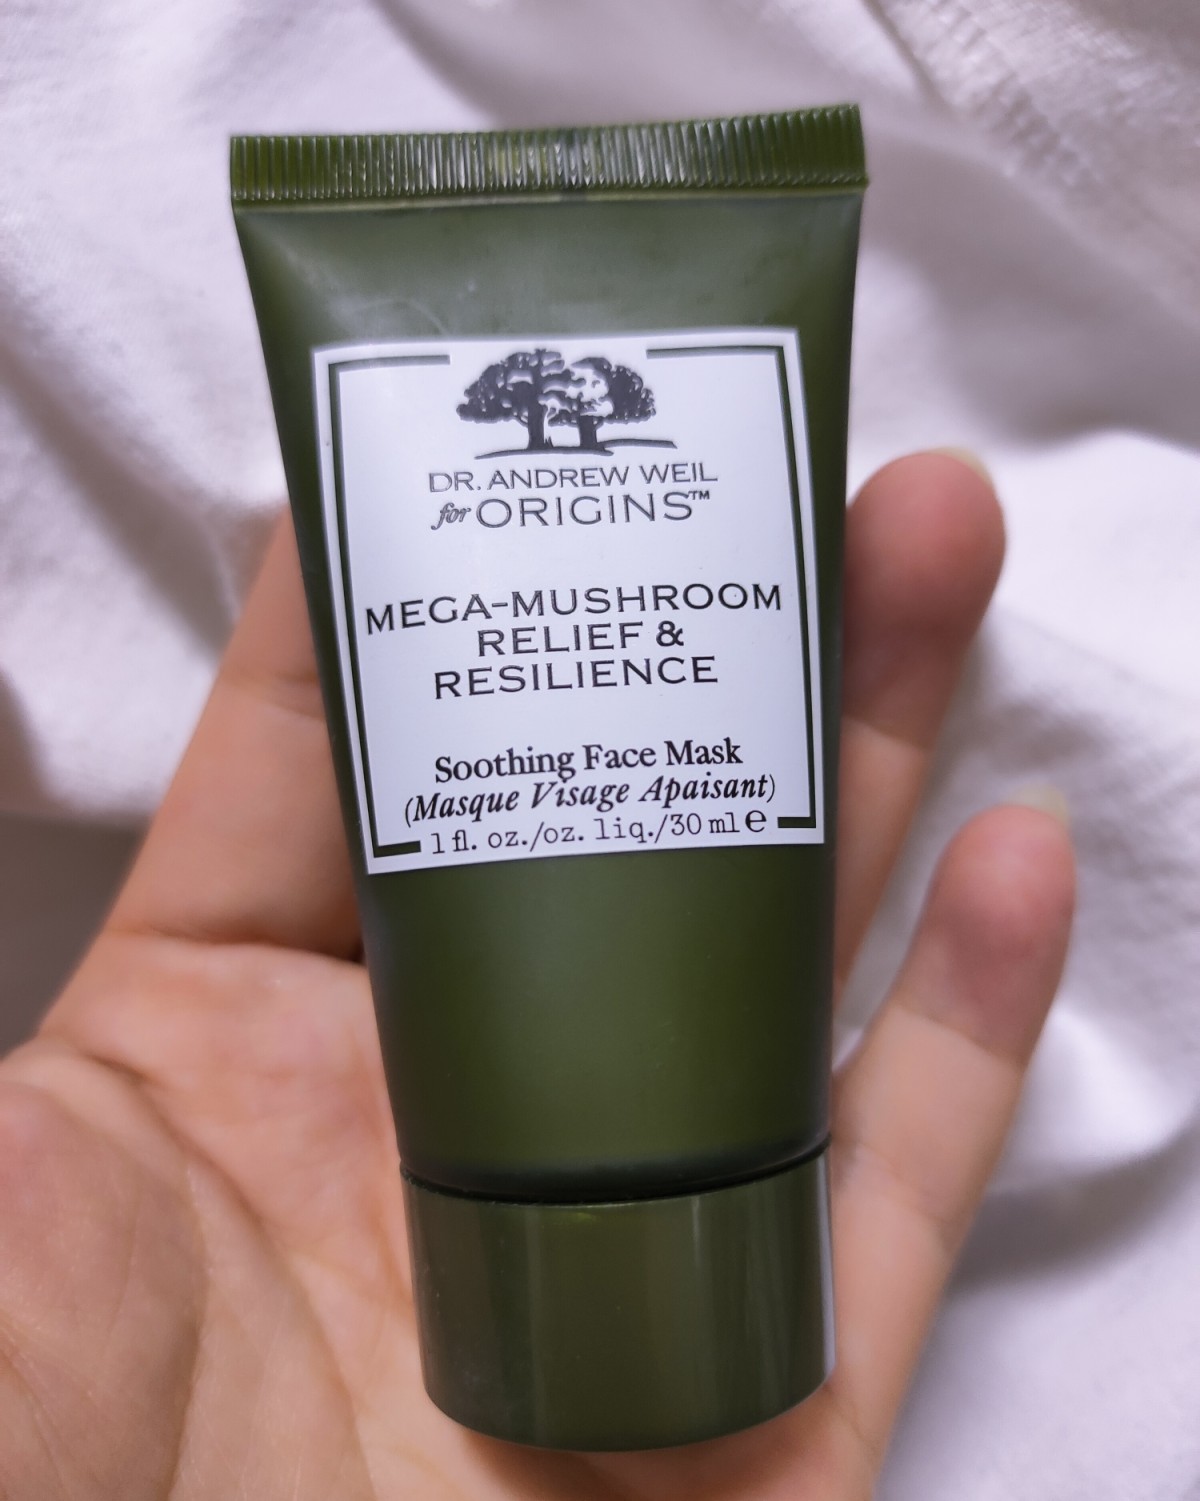 DR. ANDREW WEIL
for ORIGINS™
MEGA-MUSHROOM
RELIEF &
RESILIENCE
Soothing Face Mask
(Masque Visage Apaisant)
1 fl. oz./oz. liq./30 ml ℮